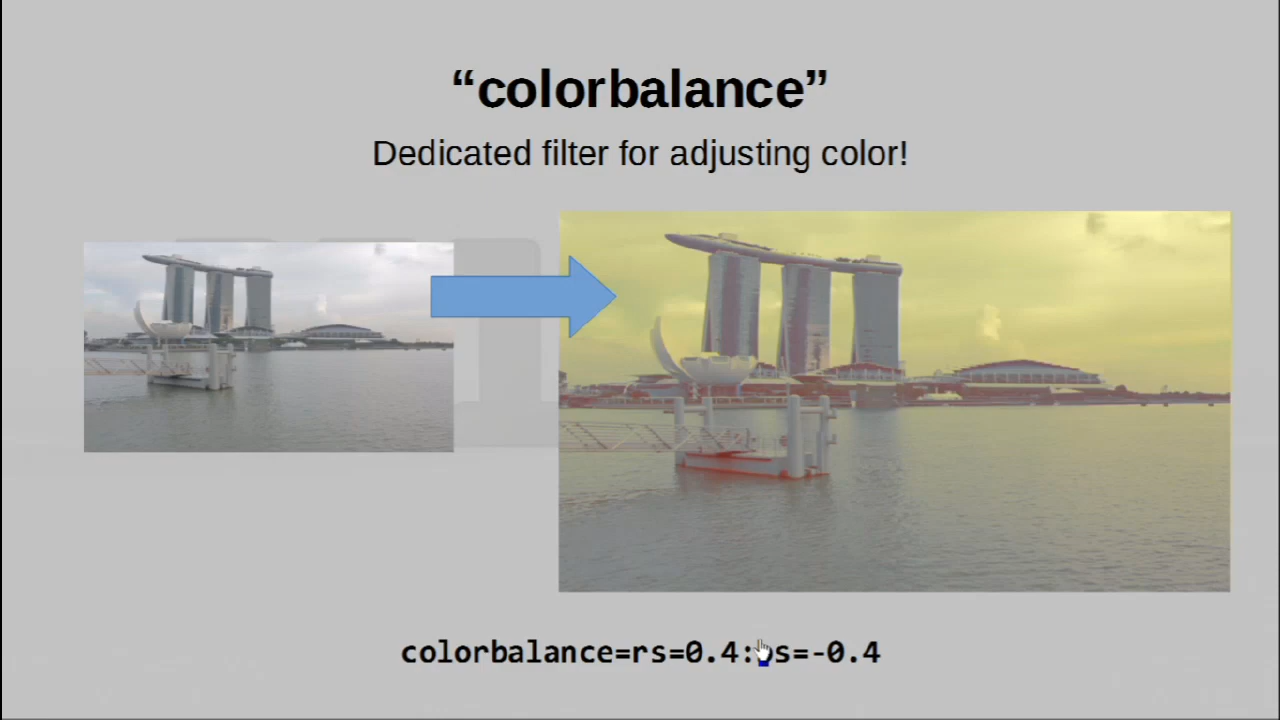 “colorbalance”
Dedicated filter for adjusting color!
colorbalance=rs=0.4:bs=-0.4